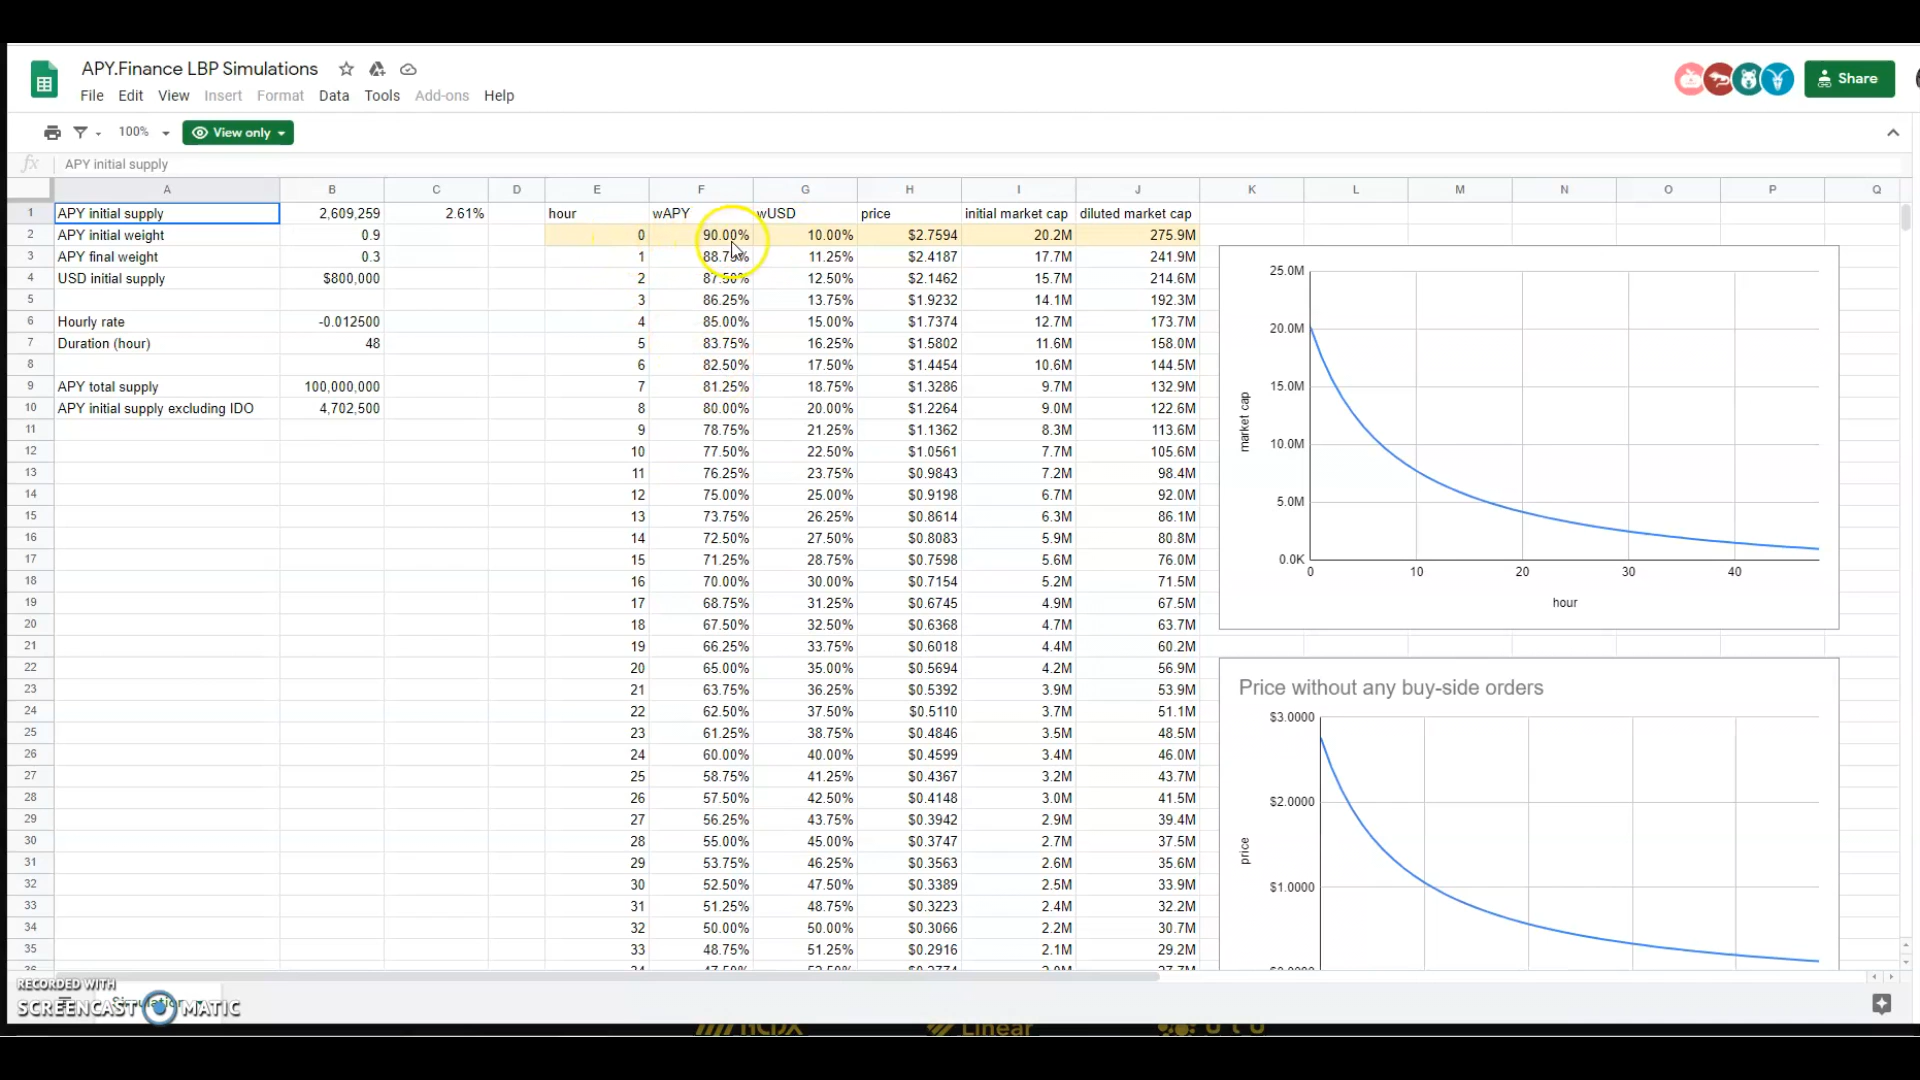 APY.Finance LBP Simulations
File Edit View Insert Format Data Tools Add-ons Help
Share
100% View only
fx APY initial supply
A B C D E F G H I J K L M N O P Q
1 APY initial supply 2,609,259 2.61% hour wAPY wUSD price initial market cap diluted market cap
2 APY initial weight 0.9 0 90.00% 10.00% $2.7594 20.2M 275.9M
3 APY final weight 0.3 1 88.75% 11.25% $2.4187 17.7M 241.9M
4 USD initial supply $800,000 2 87.50% 12.50% $2.1462 15.7M 214.6M
5 3 86.25% 13.75% $1.9232 14.1M 192.3M
6 Hourly rate -0.012500 4 85.00% 15.00% $1.7374 12.7M 173.7M
7 Duration (hour) 48 5 83.75% 16.25% $1.5802 11.6M 158.0M
8 6 82.50% 17.50% $1.4454 10.6M 144.5M
9 APY total supply 100,000,000 7 81.25% 18.75% $1.3286 9.7M 132.9M
10 APY initial supply excluding IDO 4,702,500 8 80.00% 20.00% $1.2264 9.0M 122.6M
11 9 78.75% 21.25% $1.1362 8.3M 113.6M
12 10 77.50% 22.50% $1.0561 7.7M 105.6M
13 11 76.25% 23.75% $0.9843 7.2M 98.4M
14 12 75.00% 25.00% $0.9198 6.7M 92.0M
15 13 73.75% 26.25% $0.8614 6.3M 86.1M
16 14 72.50% 27.50% $0.8083 5.9M 80.8M
17 15 71.25% 28.75% $0.7598 5.6M 76.0M
18 16 70.00% 30.00% $0.7154 5.2M 71.5M
19 17 68.75% 31.25% $0.6745 4.9M 67.5M
20 18 67.50% 32.50% $0.6368 4.7M 63.7M
21 19 66.25% 33.75% $0.6018 4.4M 60.2M
22 20 65.00% 35.00% $0.5694 4.2M 56.9M
23 21 63.75% 36.25% $0.5392 3.9M 53.9M
24 22 62.50% 37.50% $0.5110 3.7M 51.1M
25 23 61.25% 38.75% $0.4846 3.5M 48.5M
26 24 60.00% 40.00% $0.4599 3.4M 46.0M
27 25 58.75% 41.25% $0.4367 3.2M 43.7M
28 26 57.50% 42.50% $0.4148 3.0M 41.5M
29 27 56.25% 43.75% $0.3942 2.9M 39.4M
30 28 55.00% 45.00% $0.3747 2.7M 37.5M
31 29 53.75% 46.25% $0.3563 2.6M 35.6M
32 30 52.50% 47.50% $0.3389 2.5M 33.9M
33 31 51.25% 48.75% $0.3223 2.4M 32.2M
34 32 50.00% 50.00% $0.3066 2.2M 30.7M
35 33 48.75% 51.25% $0.2916 2.1M 29.2M
25.0M
20.0M
15.0M
10.0M
5.0M
0.0K
0 10 20 30 40
market cap
hour
Price without any buy-side orders
$3.0000
$2.0000
$1.0000
price
RECORDED WITH
SCREENCAST MATIC
Linear